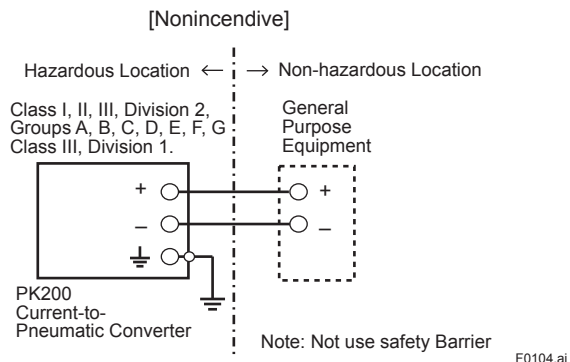 [Nonincendive]
Hazardous Location ← → Non-hazardous Location
Class I, II, III, Division 2,
Groups A, B, C, D, E, F, G
Class III, Division 1.
General
Purpose
Equipment
+ +
– –
PK200
Current-to-
Pneumatic Converter
Note: Not use safety Barrier
F0104.ai